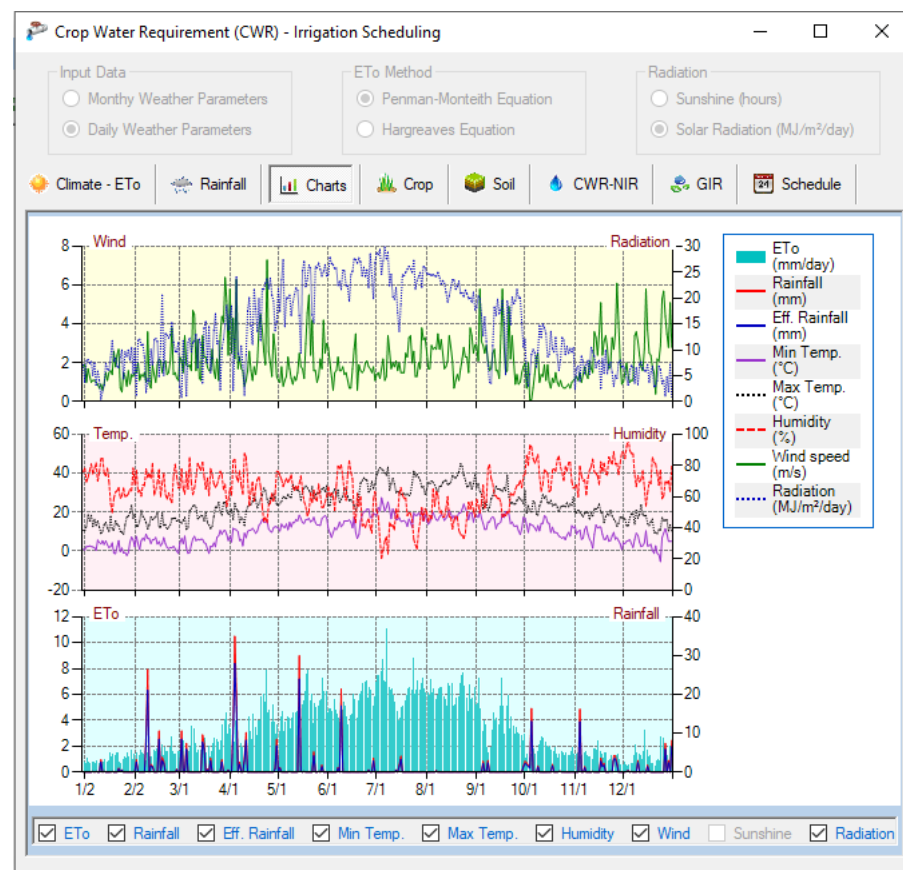 Crop Water Requirement (CWR) - Irrigation Scheduling
Input Data
Monthy Weather Parameters
Daily Weather Parameters
ETo Method
Penman-Monteith Equation
Hargreaves Equation
Radiation
Sunshine (hours)
Solar Radiation (MJ/m²/day)
Climate - ETo
Rainfall
Charts
Crop
Soil
CWR-NIR
GIR
24
Schedule
Wind
Radiation
8
6
4
2
0
30
25
20
15
10
5
0
Temp.
Humidity
60
40
20
0
-20
100
80
60
40
20
0
ETo
Rainfall
12
10
8
6
4
2
0
40
30
20
10
0
1/2 2/2 3/1 4/1 5/1 6/1 7/1 8/1 9/1 10/1 11/1 12/1
ETo
(mm/day)
Rainfall
(mm)
Eff. Rainfall
(mm)
Min Temp.
(°C)
Max Temp.
(°C)
Humidity
(%)
Wind speed
(m/s)
Radiation
(MJ/m²/day)
ETo Rainfall Eff. Rainfall Min Temp. Max Temp. Humidity Wind Sunshine Radiation